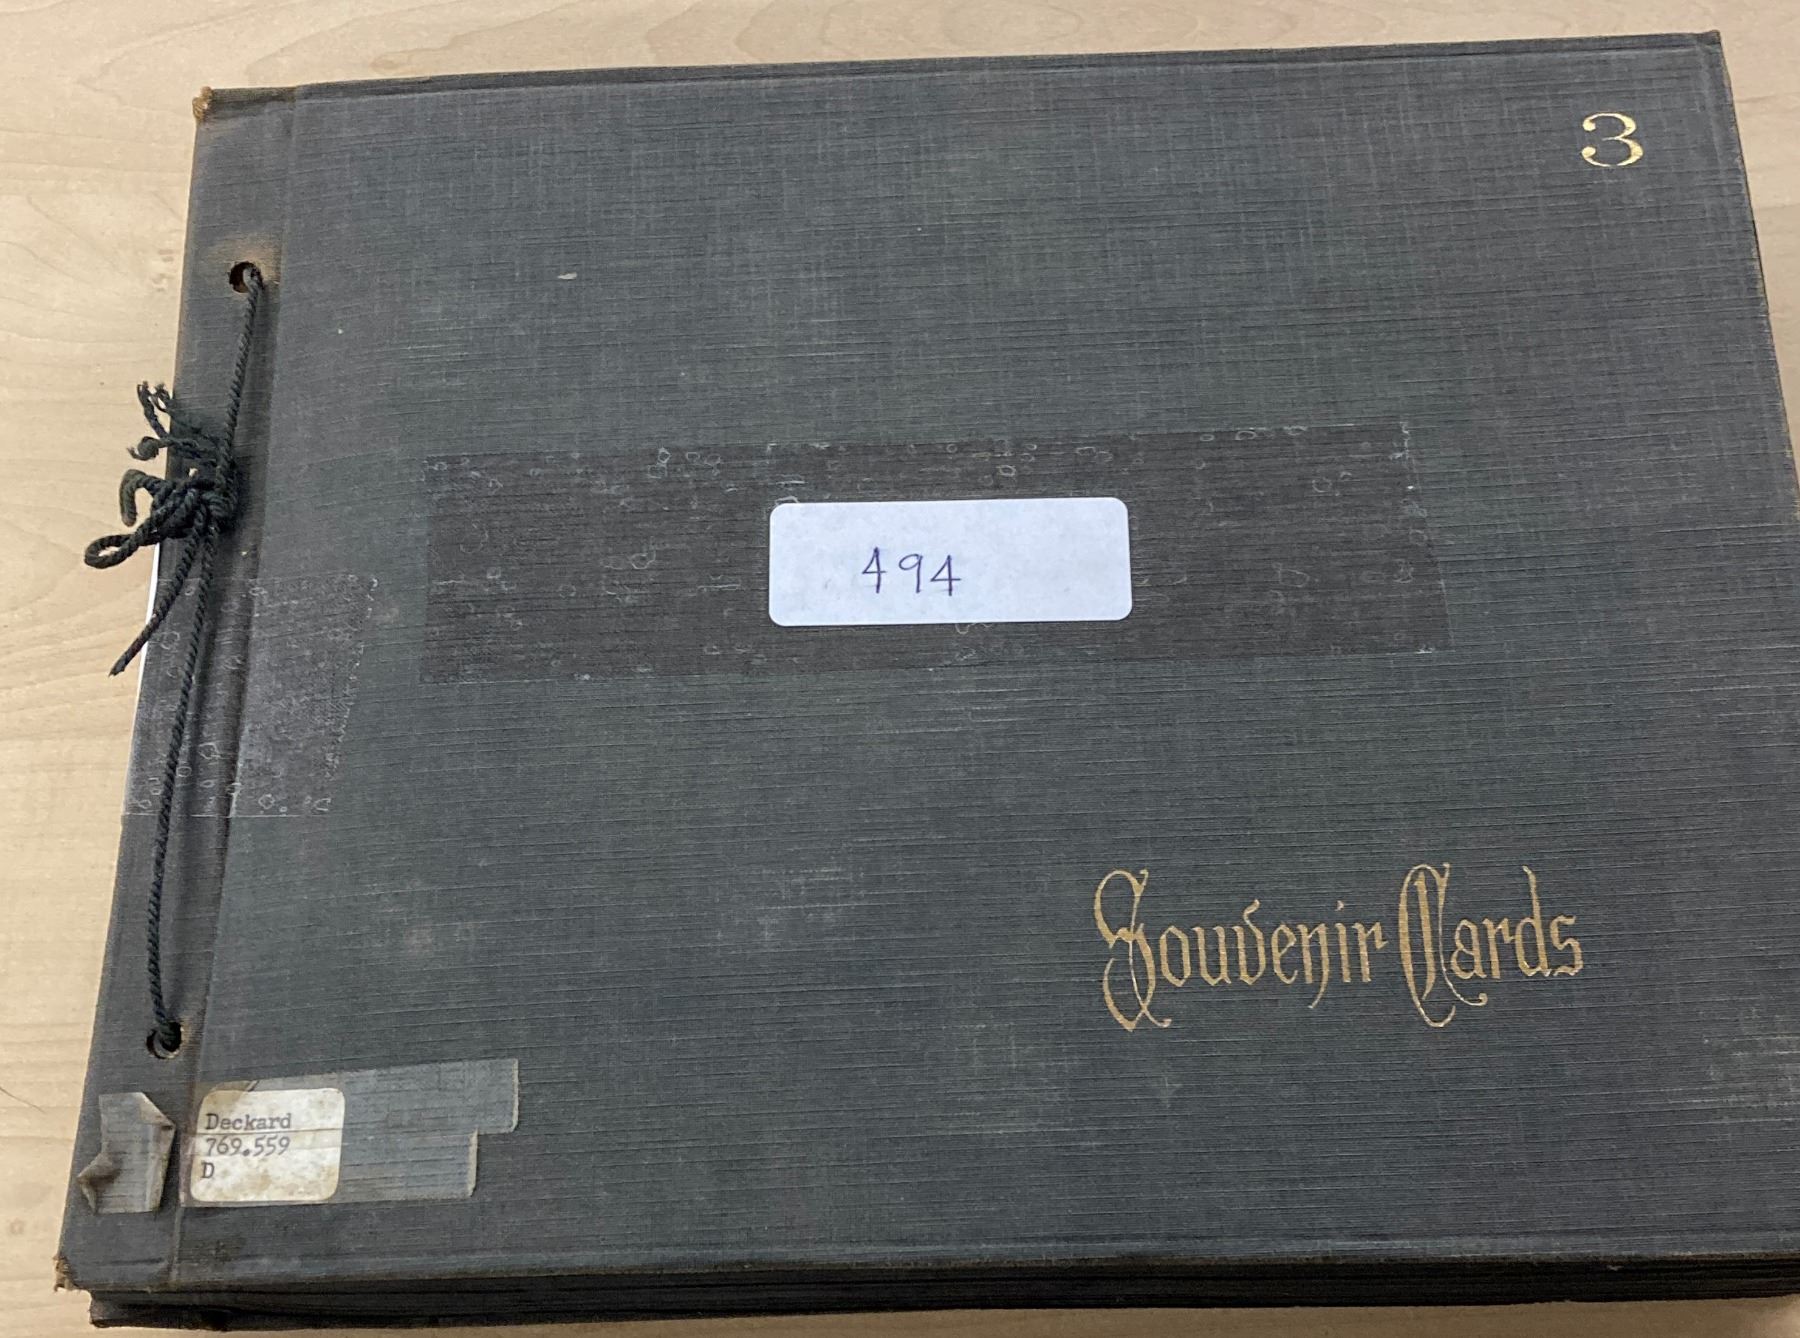 3
494
Souvenir Cards
Deckard
769.559
D